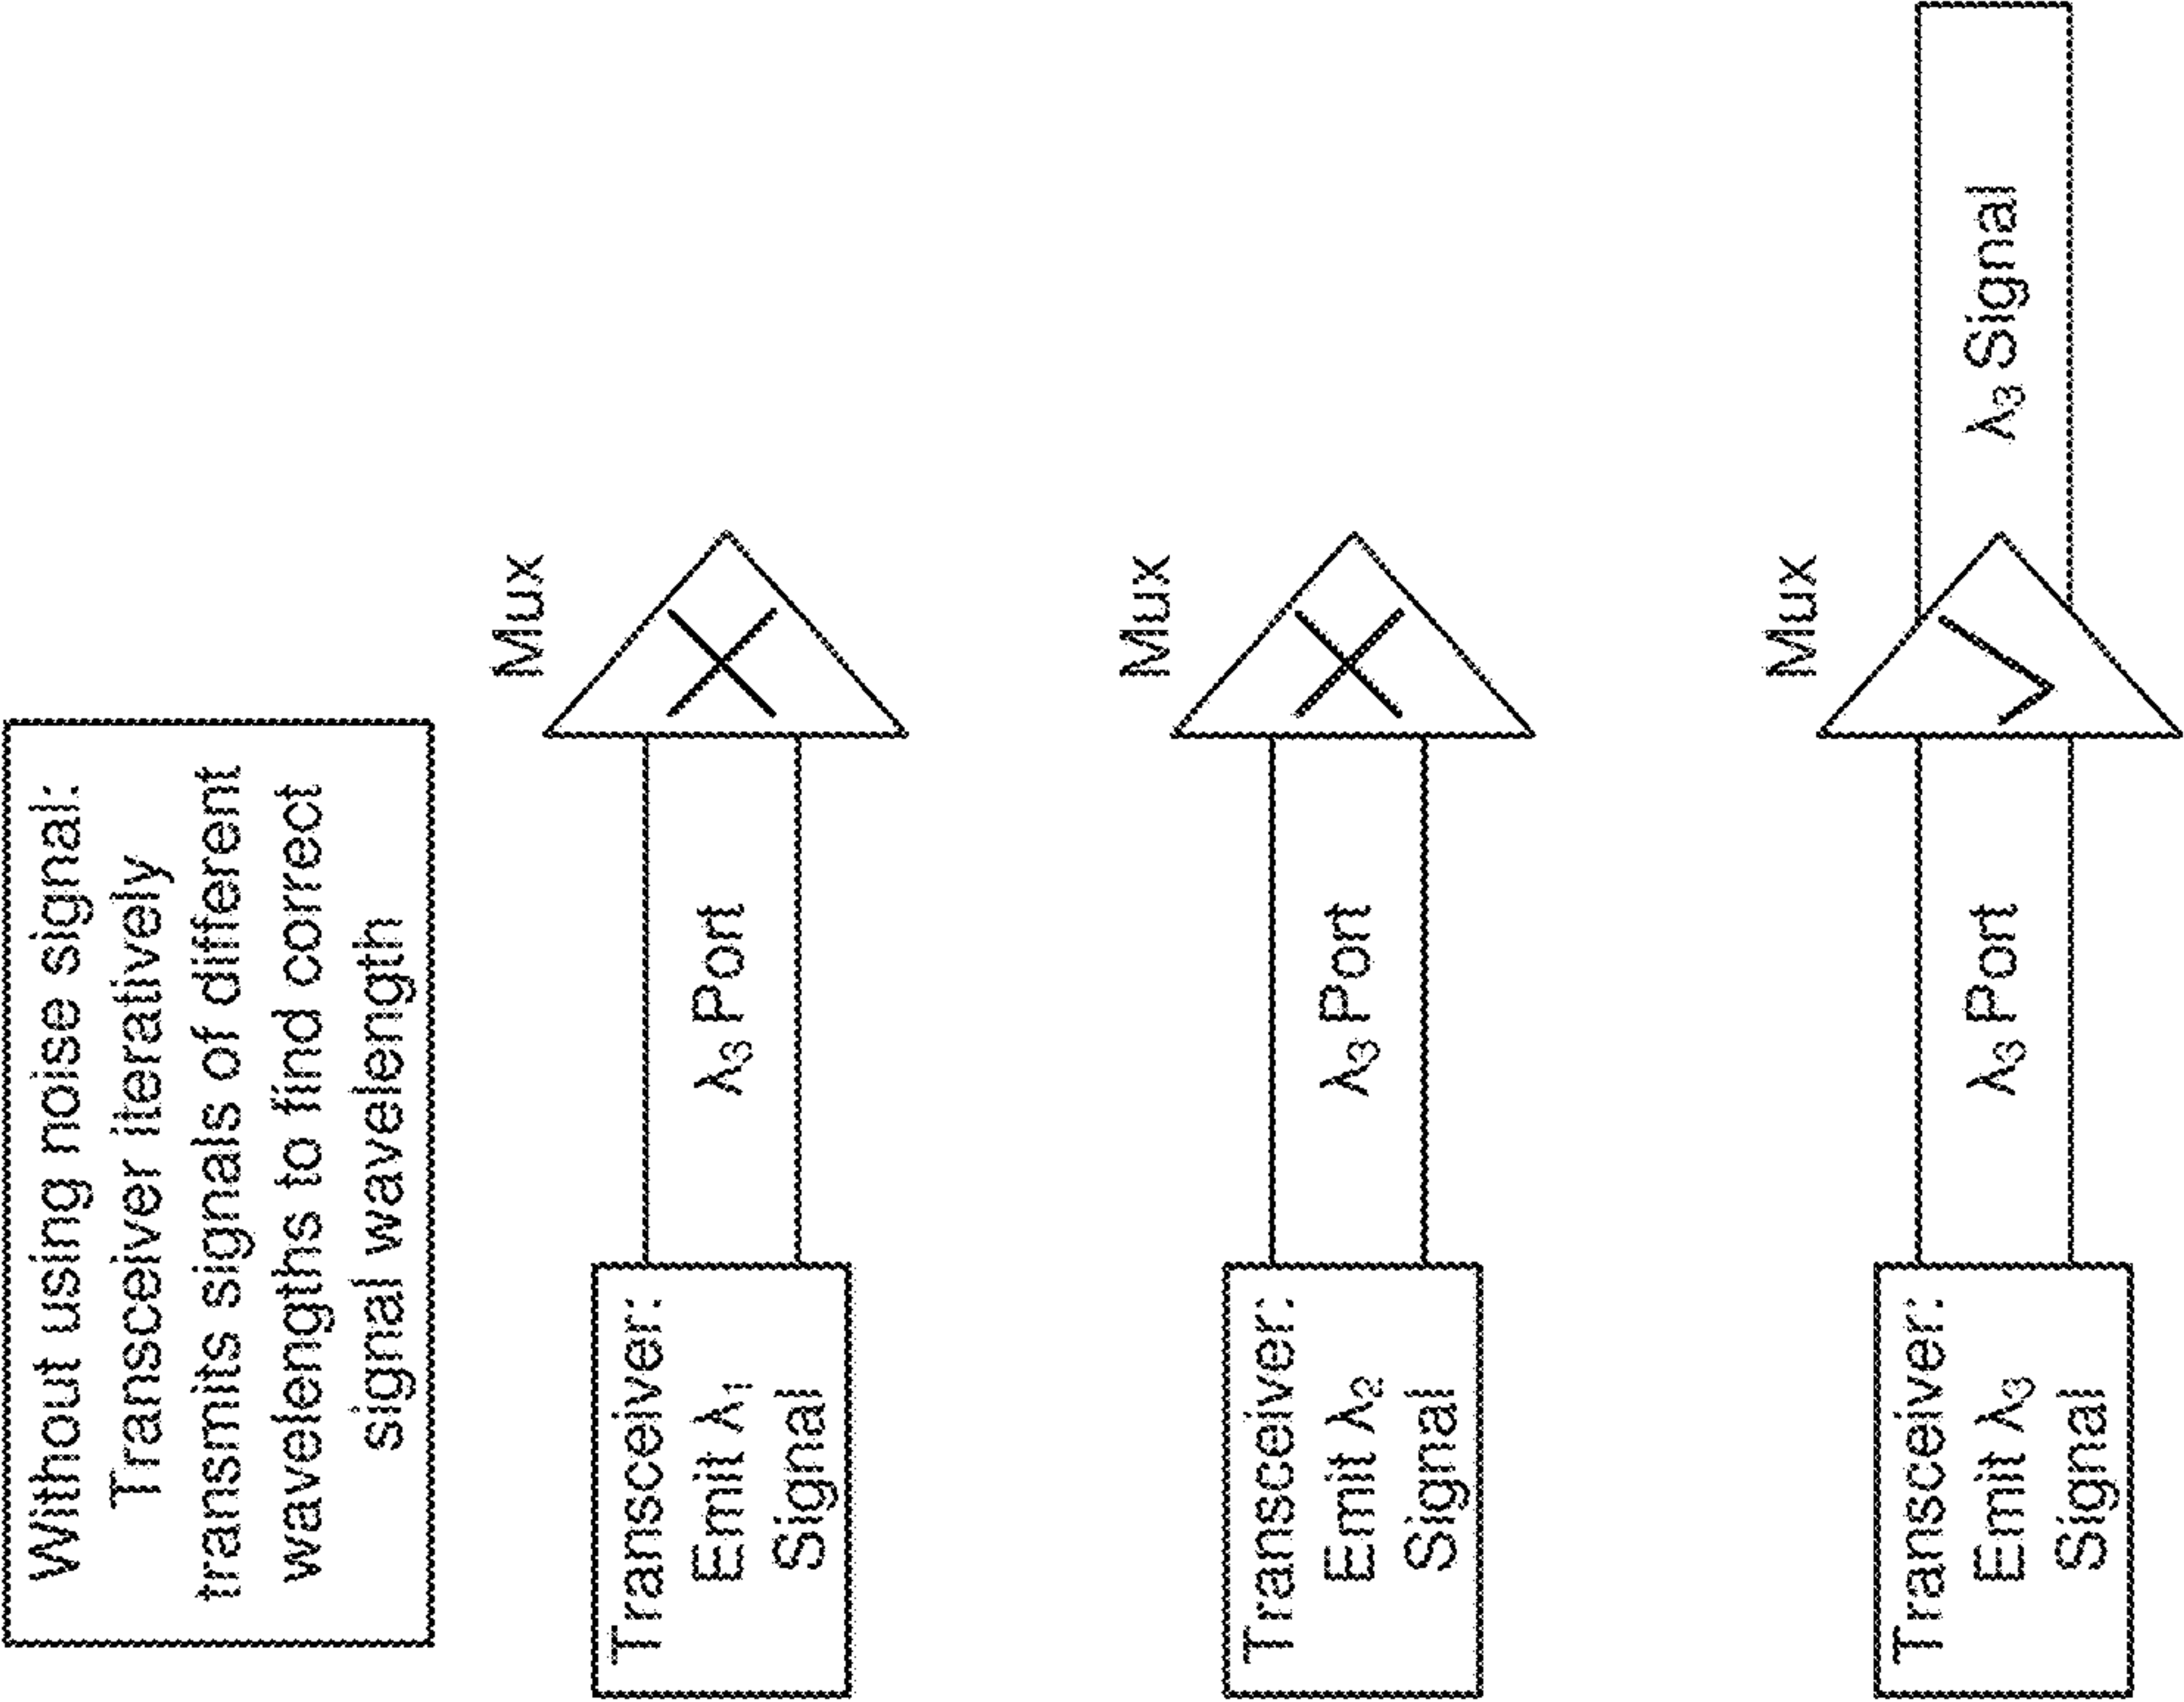 Without using noise signal:
Transceiver iteratively
transmits signals of different
wavelengths to find correct
signal wavelength
Transceiver:
Emit λ₁
Signal
λ₃ Port
Mux
Transceiver:
Emit λ₂
Signal
λ₃ Port
Mux
Transceiver:
Emit λ₃
Signal
λ₃ Port
Mux
λ₃ Signal